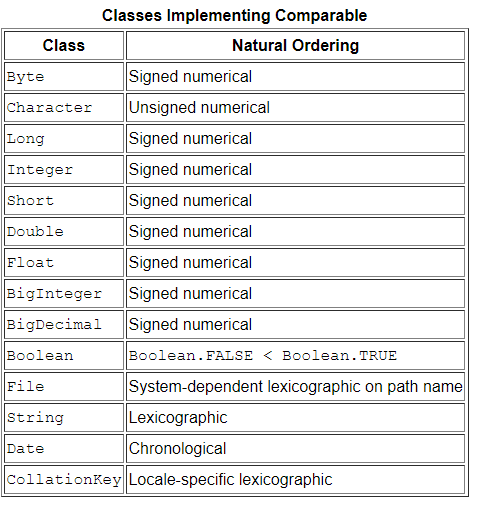 Classes Implementing Comparable
Class Natural Ordering
Byte Signed numerical
Character Unsigned numerical
Long Signed numerical
Integer Signed numerical
Short Signed numerical
Double Signed numerical
Float Signed numerical
BigInteger Signed numerical
BigDecimal Signed numerical
Boolean Boolean.FALSE < Boolean.TRUE
File System-dependent lexicographic on path name
String Lexicographic
Date Chronological
CollationKey Locale-specific lexicographic